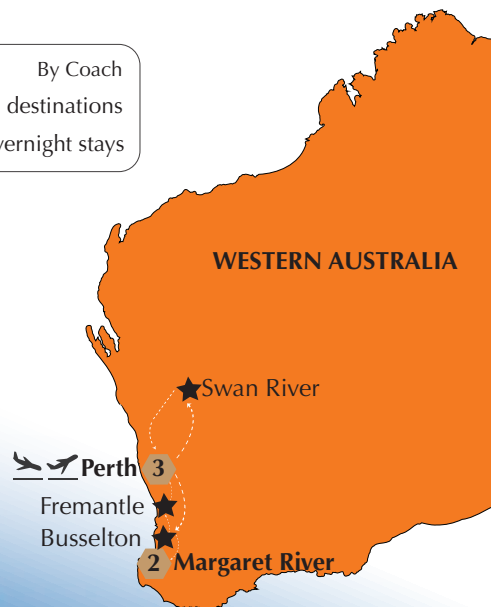 By Coach
destinations
vernight stays
WESTERN AUSTRALIA
Swan River
Perth 3
Fremantle
Busselton
2 Margaret River